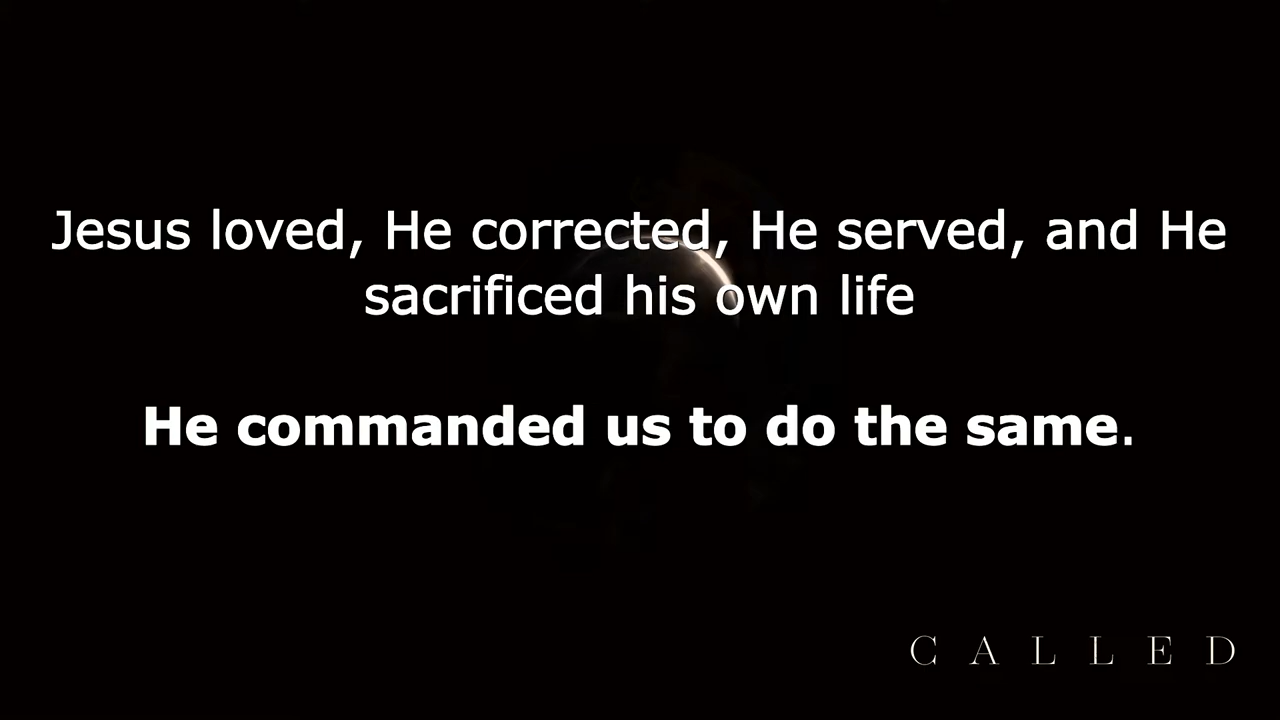 Jesus loved, He corrected, He served, and He
sacrificed his own life
He commanded us to do the same.
CALLED